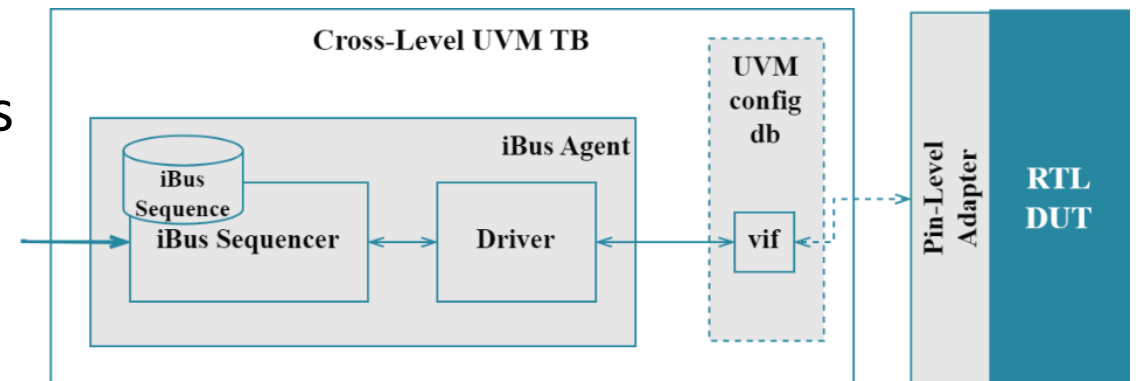 Cross-Level UVM TB
s
UVM
config
db
iBus Agent
iBus
Sequence
iBus Sequencer
Driver
vif
Pin-Level
Adapter
RTL
DUT